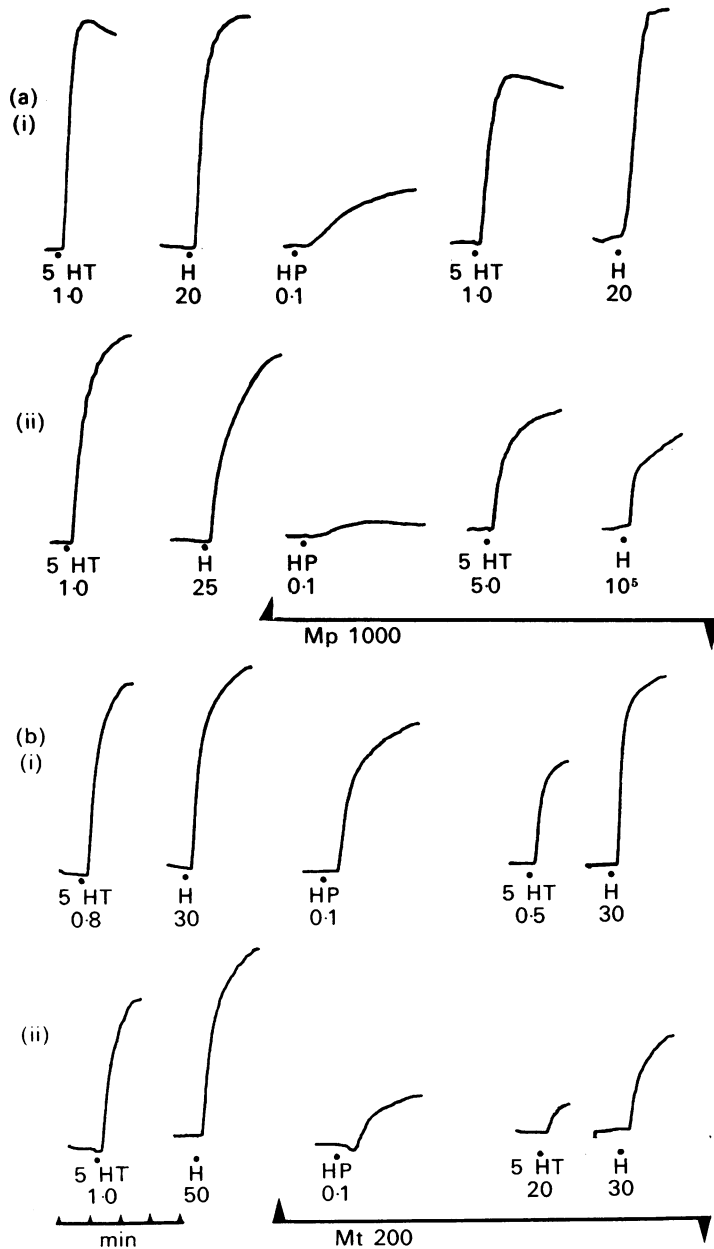 (a)
(i)
5 HT H HP 5 HT H
1·0 20 0·1 1·0 20
(ii)
5 HT H HP 5 HT H
1·0 25 0·1 5·0 10⁵
Mp 1000
(b)
(i)
5 HT H HP 5 HT H
0·8 30 0·1 0·5 30
(ii)
5 HT H HP 5 HT H
1·0 50 0·1 20 30
min Mt 200